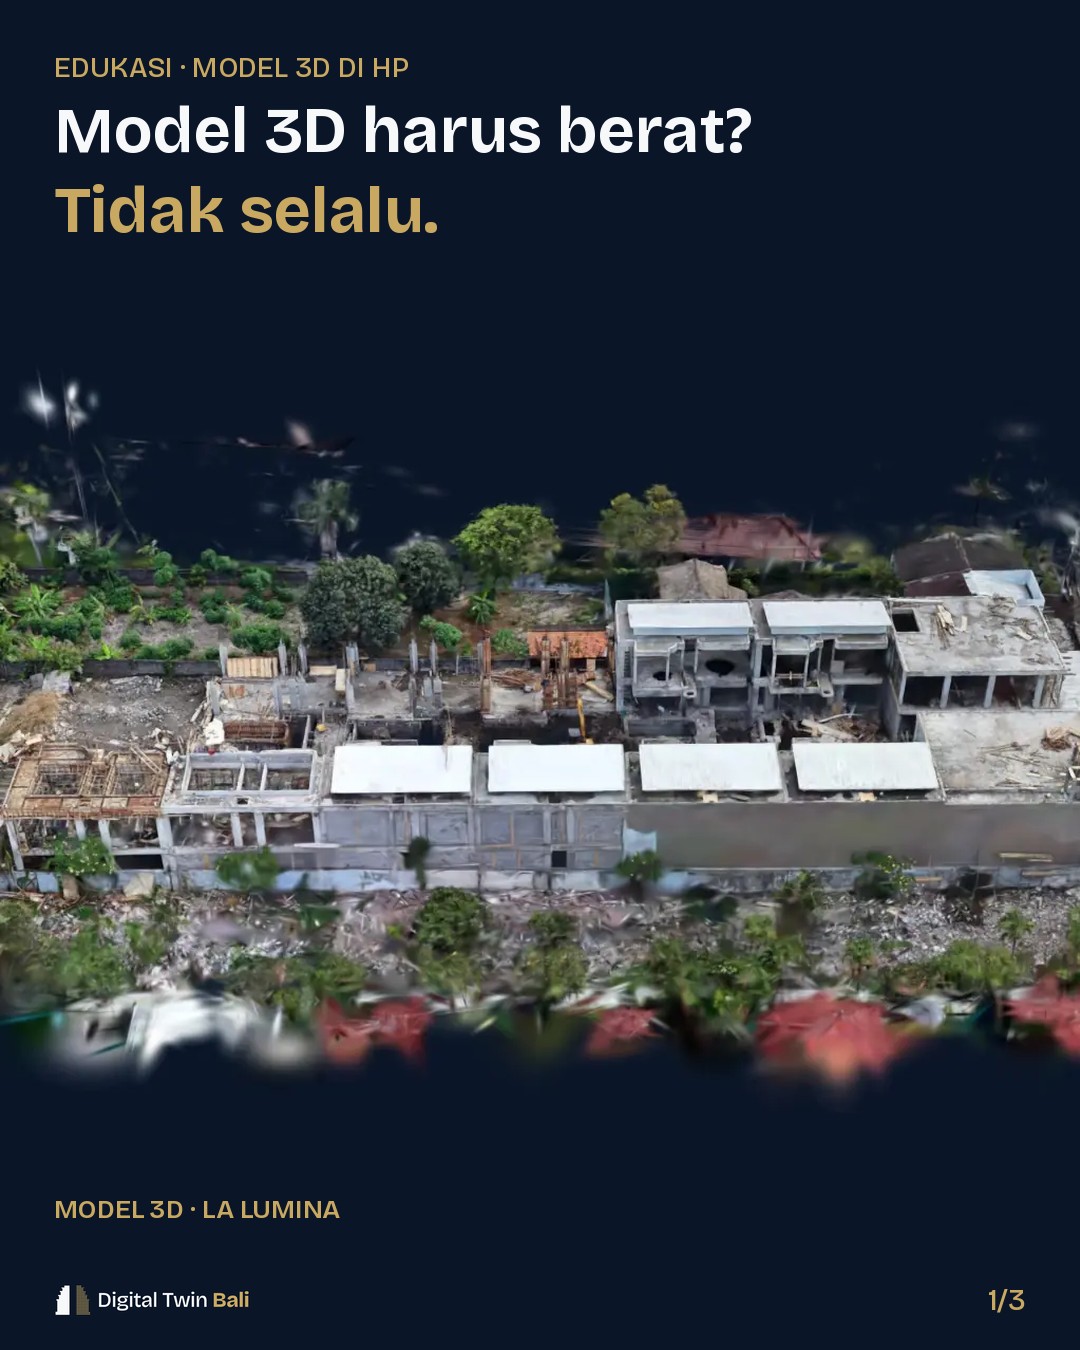 EDUKASI · MODEL 3D DI HP
Model 3D harus berat?
Tidak selalu.
MODEL 3D · LA LUMINA
Digital Twin Bali
1/3